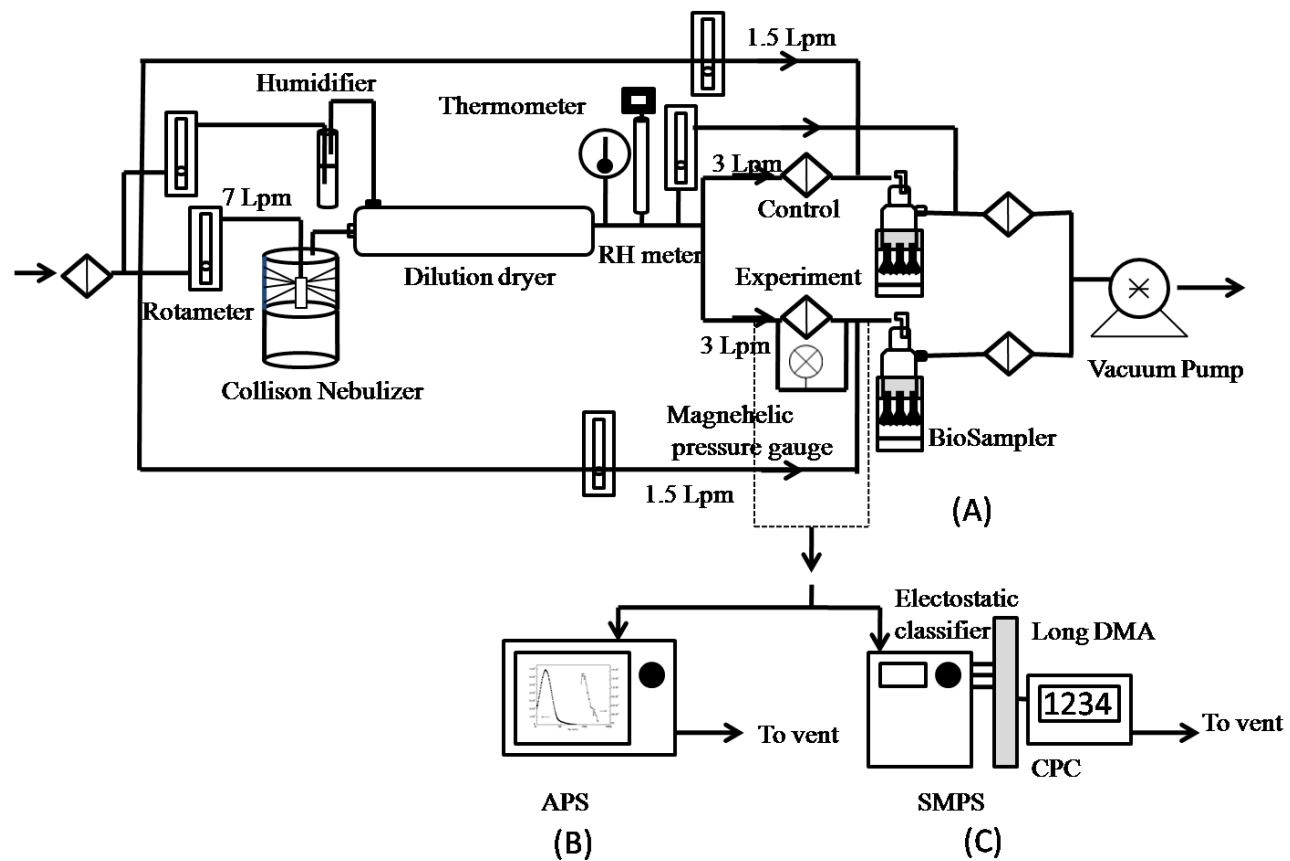 1.5 Lpm
Humidifier
Thermometer
3 Lpm
7 Lpm
Control
Dilution dryer
RH meter
Experiment
Rotameter
3 Lpm
Collison Nebulizer
Vacuum Pump
Magnehelic
pressure gauge
BioSampler
1.5 Lpm
(A)
Electostatic
classifier
Long DMA
1234
To vent
To vent
CPC
APS
SMPS
(B)
(C)